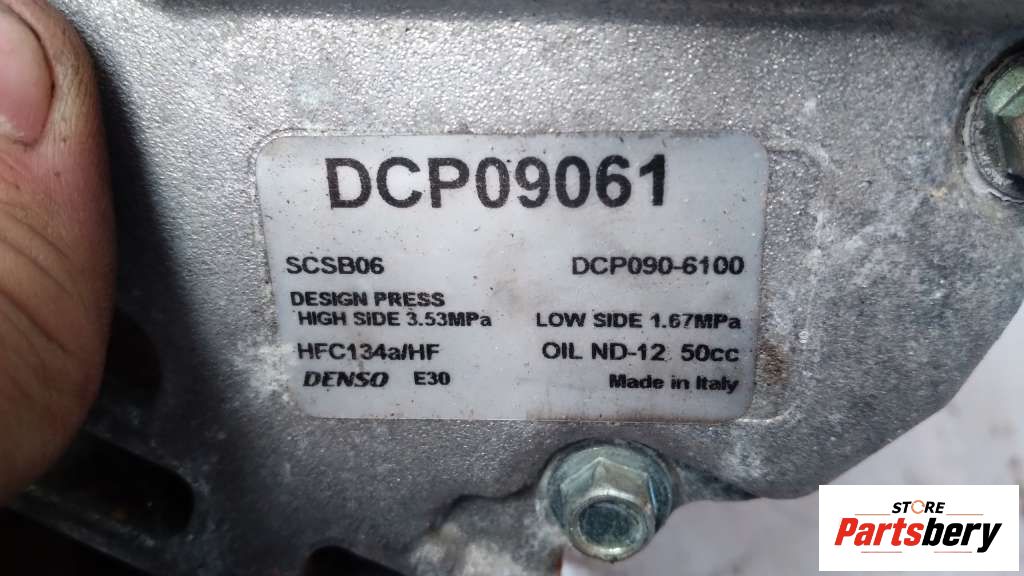 DCP09061
SCSB06 DCP090-6100
DESIGN PRESS
HIGH SIDE 3.53MPa LOW SIDE 1.67MPa
HFC134a/HF OIL ND-12 50cc
DENSO E30 Made in Italy
STORE
Partsbery